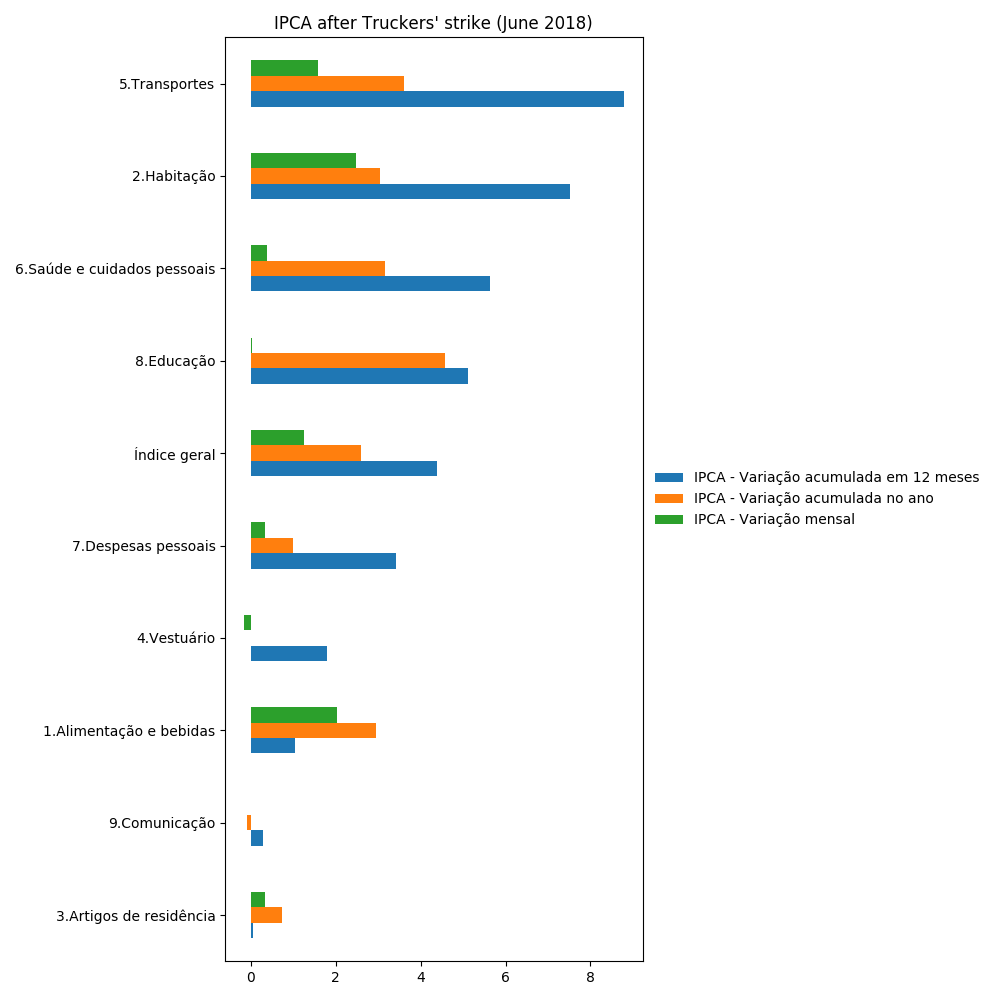 IPCA after Truckers' strike (June 2018)
5.Transportes
2.Habitação
6.Saúde e cuidados pessoais
8.Educação
Índice geral
7.Despesas pessoais
4.Vestuário
1.Alimentação e bebidas
9.Comunicação
3.Artigos de residência
0 2 4 6 8
IPCA - Variação acumulada em 12 meses
IPCA - Variação acumulada no ano
IPCA - Variação mensal